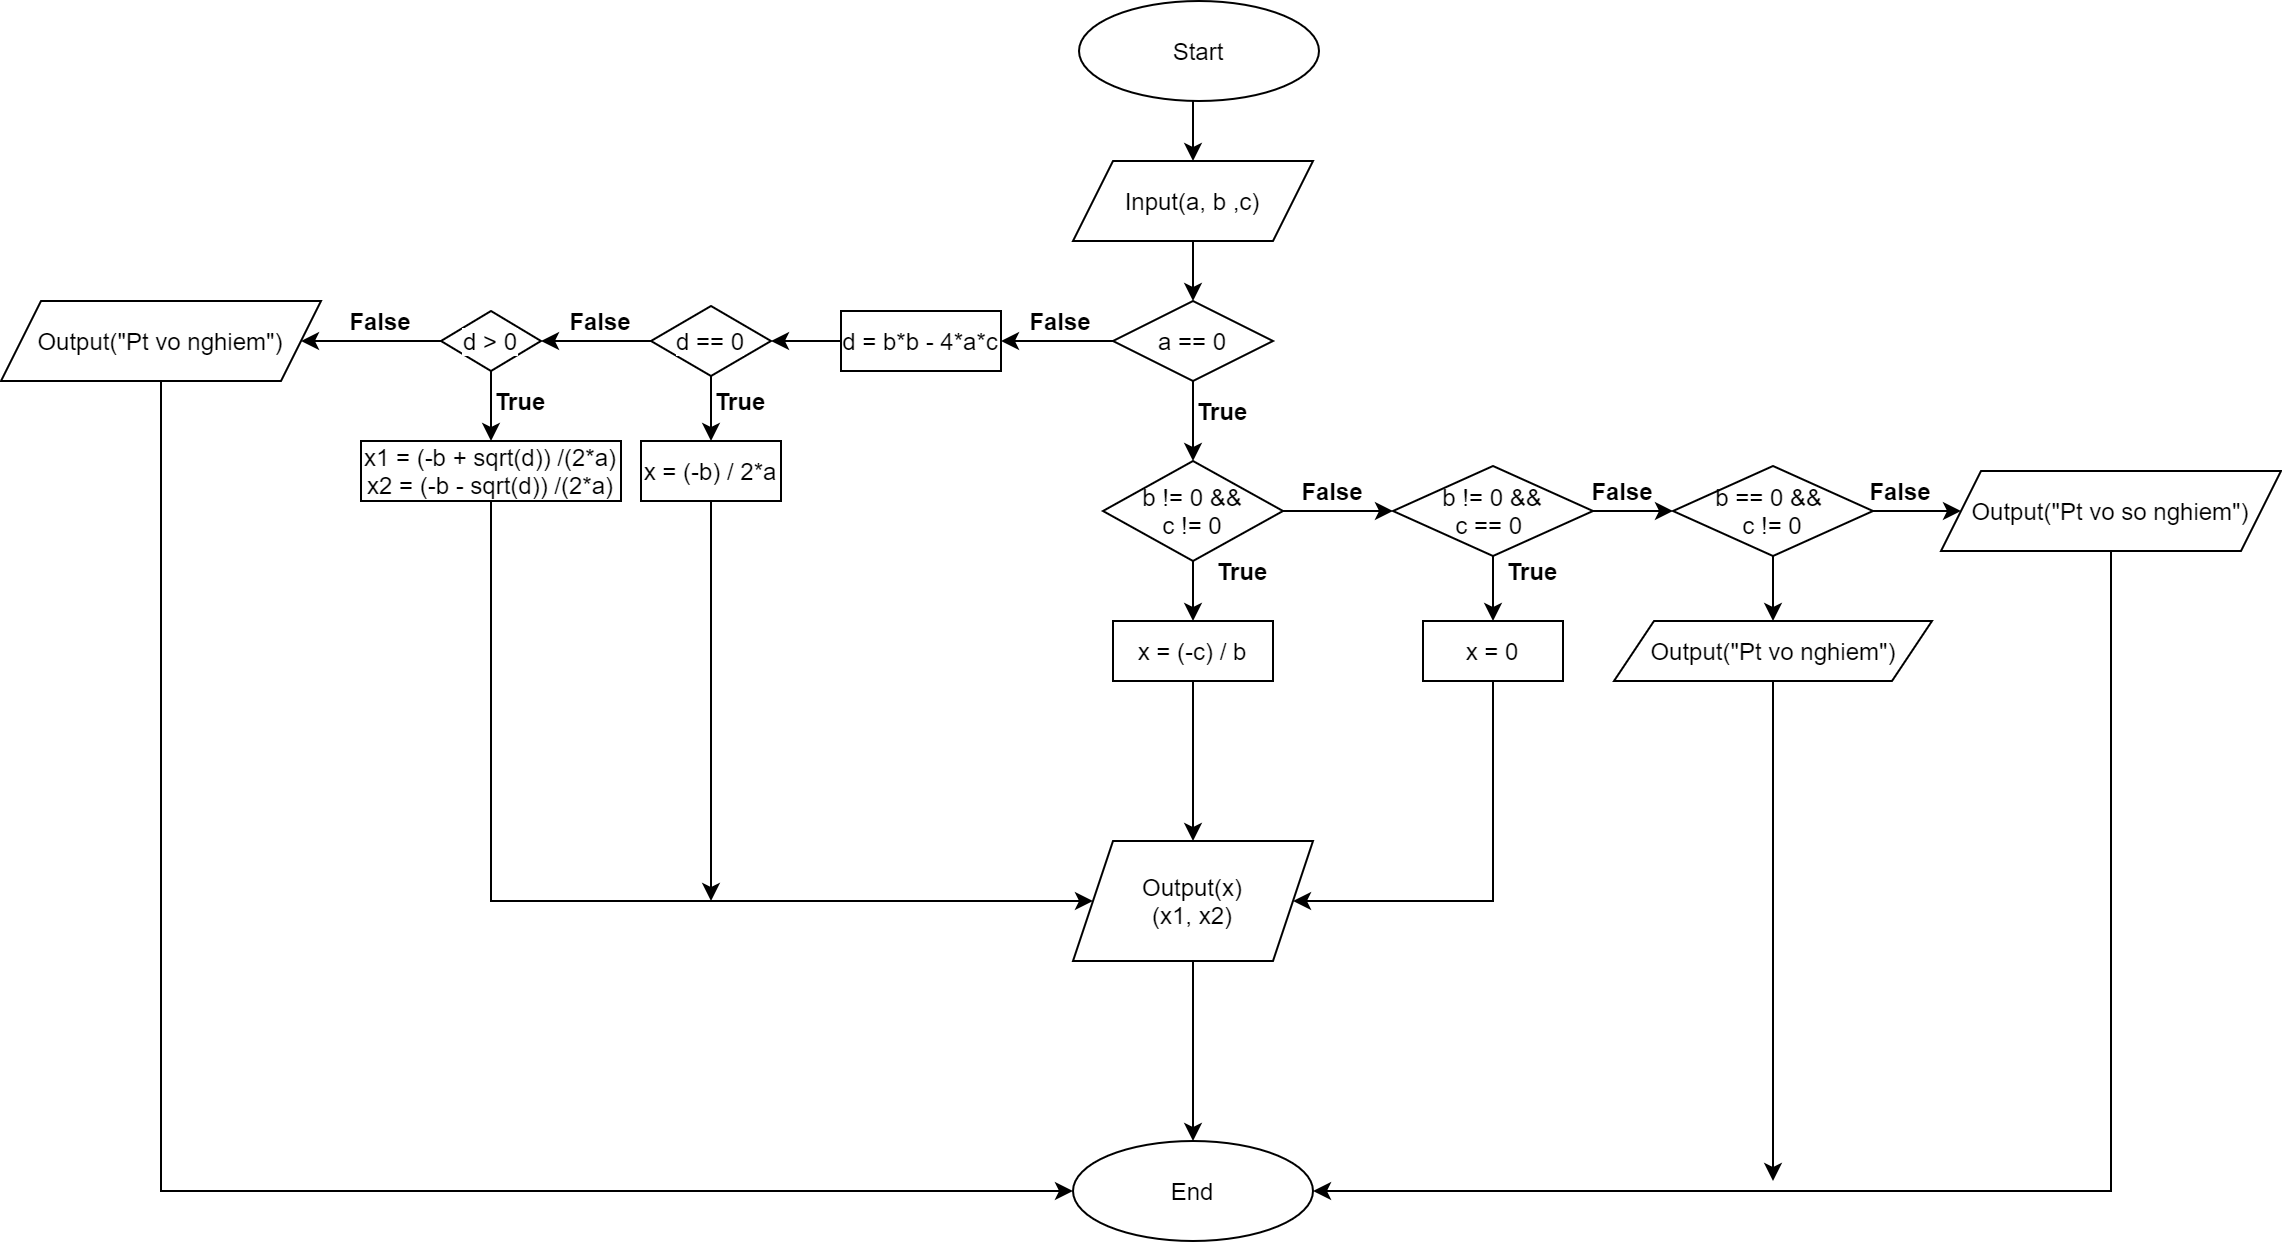 Start
Input(a, b ,c)
a == 0
False
d = b*b - 4*a*c
d == 0
False
d > 0
False
Output("Pt vo nghiem")
True
True
x1 = (-b + sqrt(d)) /(2*a)
x2 = (-b - sqrt(d)) /(2*a)
x = (-b) / 2*a
True
b != 0 &&
c != 0
False
b != 0 &&
c == 0
False
b == 0 &&
c != 0
False
Output("Pt vo so nghiem")
True
True
x = (-c) / b
x = 0
Output("Pt vo nghiem")
Output(x)
(x1, x2)
End